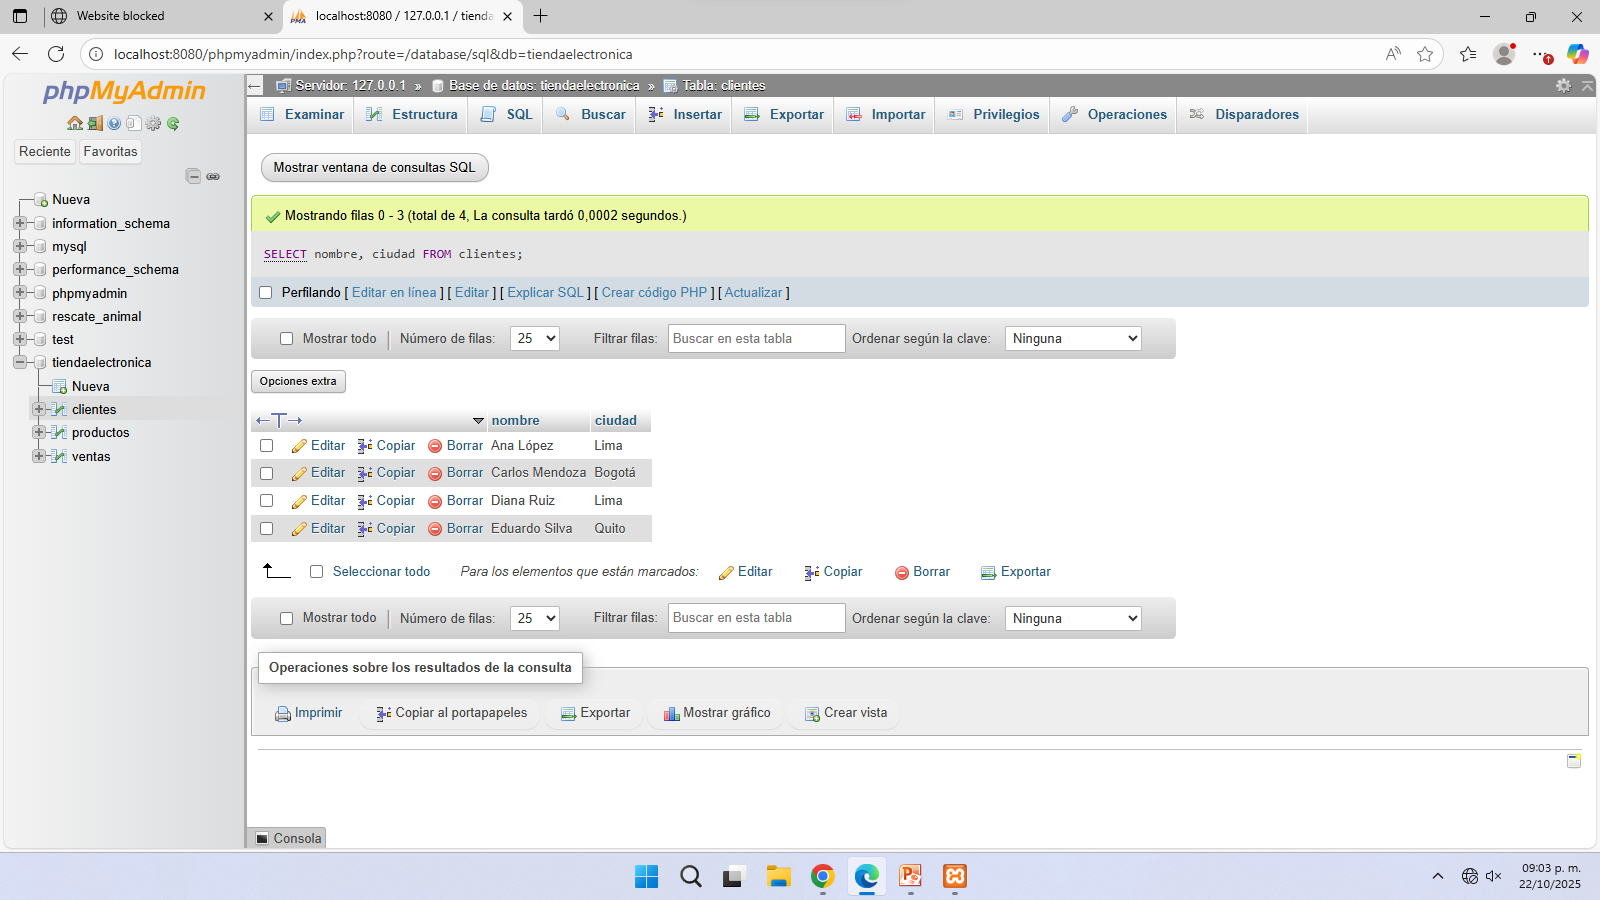 Website blocked
localhost:8080 / 127.0.0.1 / tienda
localhost:8080/phpmyadmin/index.php?route=/database/sql&db=tiendaelectronica
phpMyAdmin
Reciente Favoritas
Nueva
information_schema
mysql
performance_schema
phpmyadmin
rescate_animal
test
tiendaelectronica
Nueva
clientes
productos
ventas
Servidor: 127.0.0.1 » Base de datos: tiendaelectronica » Tabla: clientes
Examinar Estructura SQL Buscar Insertar Exportar Importar Privilegios Operaciones Disparadores
Mostrar ventana de consultas SQL
Mostrando filas 0 - 3 (total de 4, La consulta tardó 0,0002 segundos.)
SELECT nombre, ciudad FROM clientes;
Perfilando [ Editar en línea ] [ Editar ] [ Explicar SQL ] [ Crear código PHP ] [ Actualizar ]
Mostrar todo Número de filas: 25 Filtrar filas: Buscar en esta tabla Ordenar según la clave: Ninguna
Opciones extra
←T→ nombre ciudad
Editar Copiar Borrar Ana López Lima
Editar Copiar Borrar Carlos Mendoza Bogotá
Editar Copiar Borrar Diana Ruiz Lima
Editar Copiar Borrar Eduardo Silva Quito
Seleccionar todo Para los elementos que están marcados: Editar Copiar Borrar Exportar
Mostrar todo Número de filas: 25 Filtrar filas: Buscar en esta tabla Ordenar según la clave: Ninguna
Operaciones sobre los resultados de la consulta
Imprimir Copiar al portapapeles Exportar Mostrar gráfico Crear vista
Consola
09:03 p. m.
22/10/2025